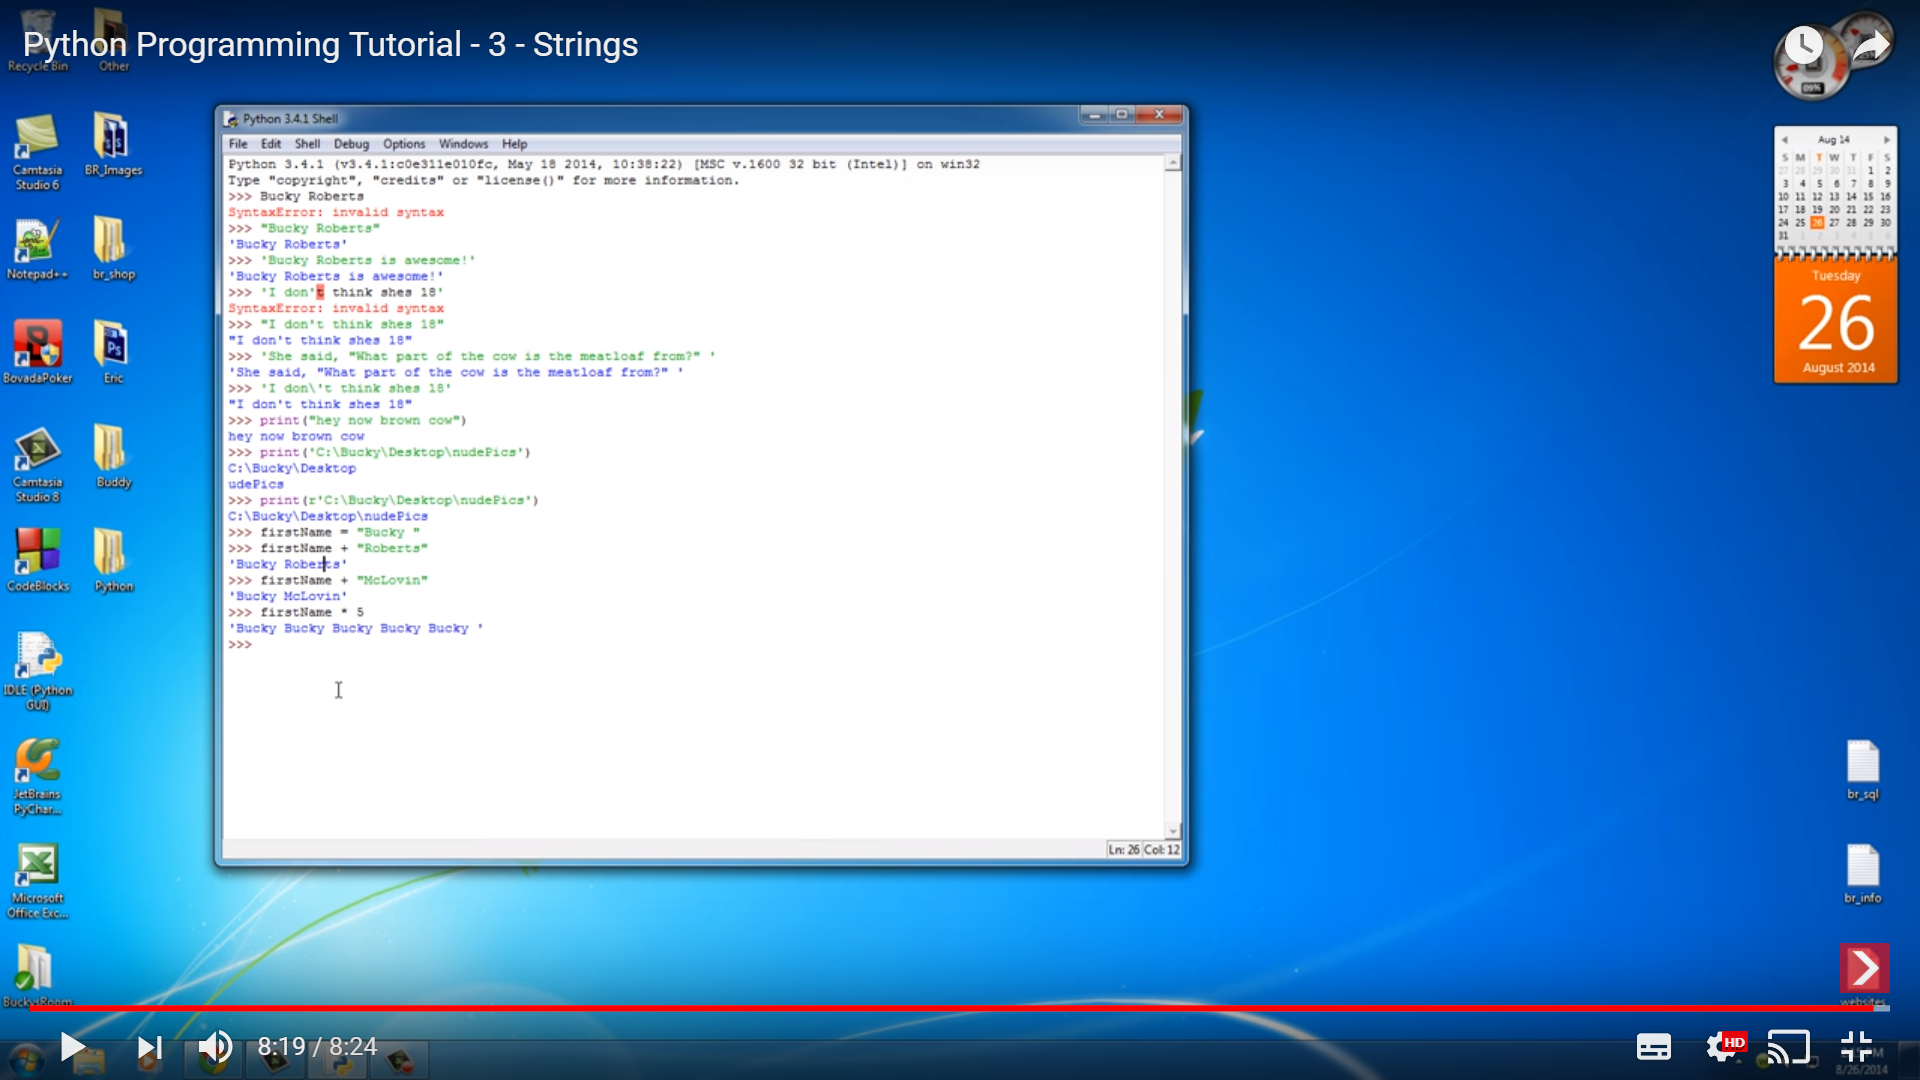 Python Programming Tutorial - 3 - Strings
Recycle Bin
Other
Camtasia Studio 6
BR_Images
Notepad++
br_shop
BovadaPoker
Eric
Camtasia Studio 8
Buddy
CodeBlocks
Python
IDLE (Python GUI)
JetBrains PyChar...
Microsoft Office Exc...
BuckysRoom
Python 3.4.1 Shell
File Edit Shell Debug Options Windows Help
Python 3.4.1 (v3.4.1:c0e311e010fc, May 18 2014, 10:38:22) [MSC v.1600 32 bit (Intel)] on win32
Type "copyright", "credits" or "license()" for more information.
>>> Bucky Roberts
SyntaxError: invalid syntax
>>> "Bucky Roberts"
'Bucky Roberts'
>>> 'Bucky Roberts is awesome!'
'Bucky Roberts is awesome!'
>>> 'I don't think shes 18'
SyntaxError: invalid syntax
>>> "I don't think shes 18"
"I don't think shes 18"
>>> 'She said, "What part of the cow is the meatloaf from?" '
'She said, "What part of the cow is the meatloaf from?" '
>>> 'I don\'t think shes 18'
"I don't think shes 18"
>>> print("hey now brown cow")
hey now brown cow
>>> print('C:\Bucky\Desktop\nudePics')
C:\Bucky\Desktop
udePics
>>> print(r'C:\Bucky\Desktop\nudePics')
C:\Bucky\Desktop\nudePics
>>> firstName = "Bucky "
>>> firstName + "Roberts"
'Bucky Roberts'
>>> firstName + "McLovin"
'Bucky McLovin'
>>> firstName * 5
'Bucky Bucky Bucky Bucky Bucky '
>>>
Ln: 26 Col: 12
09%
Aug 14
S M T W T F S
27 28 29 30 31 1 2
3 4 5 6 7 8 9
10 11 12 13 14 15 16
17 18 19 20 21 22 23
24 25 26 27 28 29 30
31 1 2 3 4 5 6
Tuesday
26
August 2014
br_sql
br_info
websites
8:19 / 8:24
HD
8/26/2014